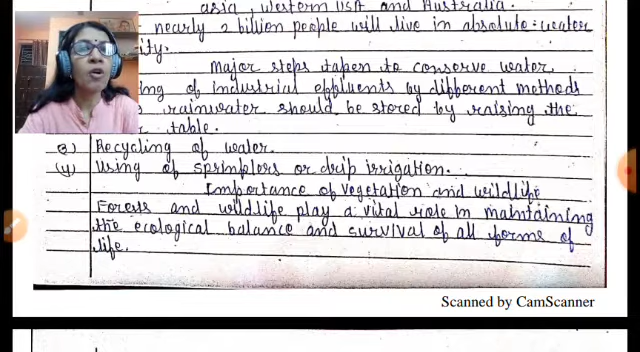 asia, western USA and Australia.
nearly 2 billion people will live in absolute water
ity.
Major steps taken to conserve water.
ing of industrial effluents by different methods
rainwater should be stored by raising the
table.
3) Recycling of water.
(4) Using of sprinplers or drip irrigation.
Importance of vegetation and wildlife
Forests and wildlife play a vital role in maintaining
the ecological balance and survival of all forms of
life.
Scanned by CamScanner